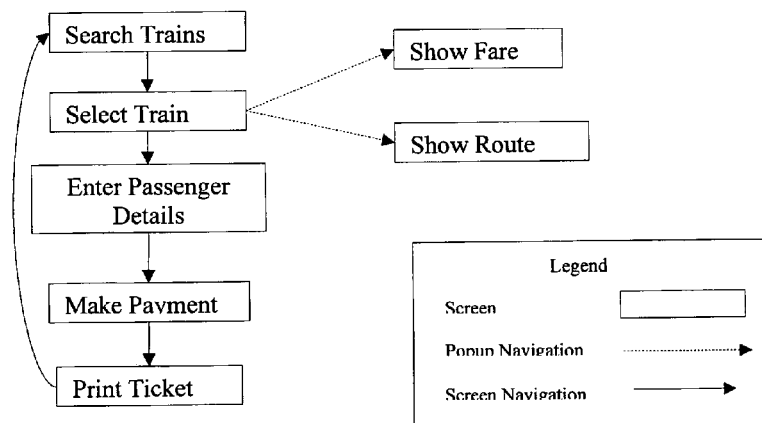 Search Trains
Select Train
Enter Passenger
Details
Make Payment
Print Ticket
Show Fare
Show Route
Legend
Screen
Popup Navigation
Screen Navigation